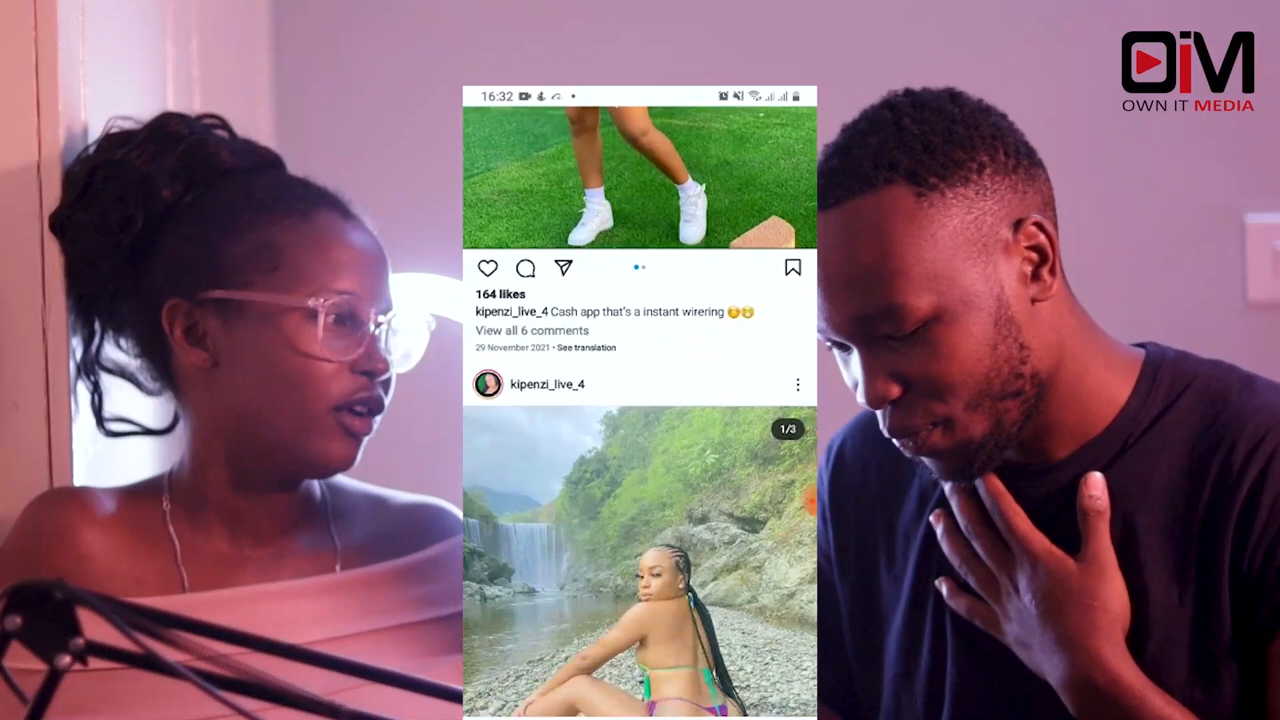 OiM
OWN IT MEDIA
16:32
164 likes
kipenzi_live_4 Cash app that's a instant wirering 😊😁
View all 6 comments
29 November 2021 • See translation
kipenzi_live_4
1/3